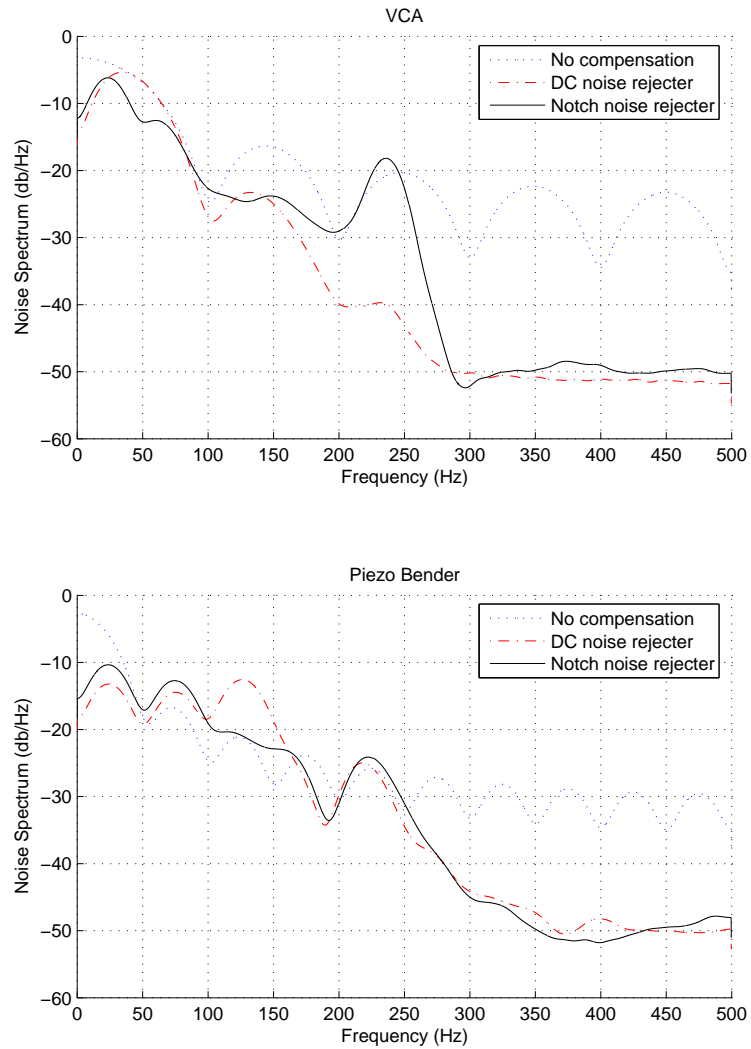 VCA
0
−10
−20
−30
−40
−50
−60
Noise Spectrum (db/Hz)
No compensation
DC noise rejecter
Notch noise rejecter
0 50 100 150 200 250 300 350 400 450 500
Frequency (Hz)
Piezo Bender
0
−10
−20
−30
−40
−50
−60
Noise Spectrum (db/Hz)
No compensation
DC noise rejecter
Notch noise rejecter
0 50 100 150 200 250 300 350 400 450 500
Frequency (Hz)